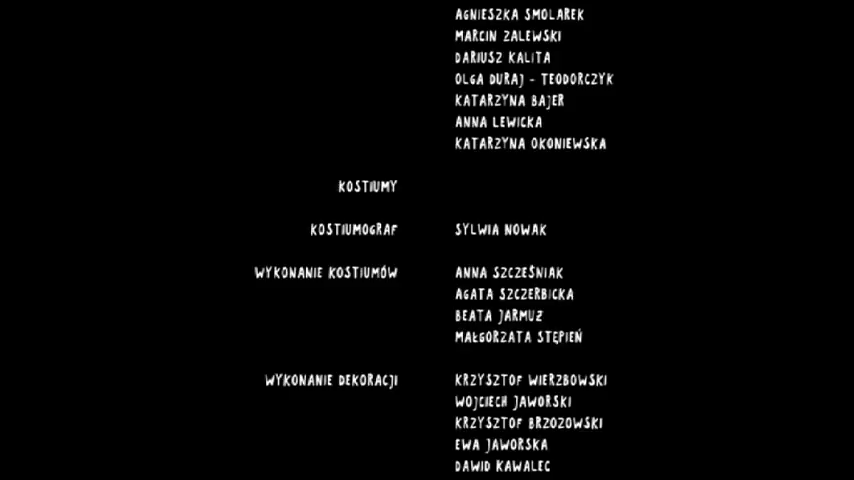 AGNIESZKA SMOLAREK
MARCIN ZALEWSKI
DARIUSZ KALITA
OLGA DURAJ - TEODORCZYK
KATARZYNA BAJER
ANNA LEWICKA
KATARZYNA OKONIEWSKA
KOSTIUMY
KOSTIUMOGRAF SYLWIA NOWAK
WYKONANIE KOSTIUMÓW ANNA SZCZEŚNIAK
AGATA SZCZERBICKA
BEATA JARMUŻ
MAŁGORZATA STĘPIEŃ
WYKONANIE DEKORACJI KRZYSZTOF WIERZBOWSKI
WOJCIECH JAWORSKI
KRZYSZTOF BRZOZOWSKI
EWA JAWORSKA
DAWID KAWALEC